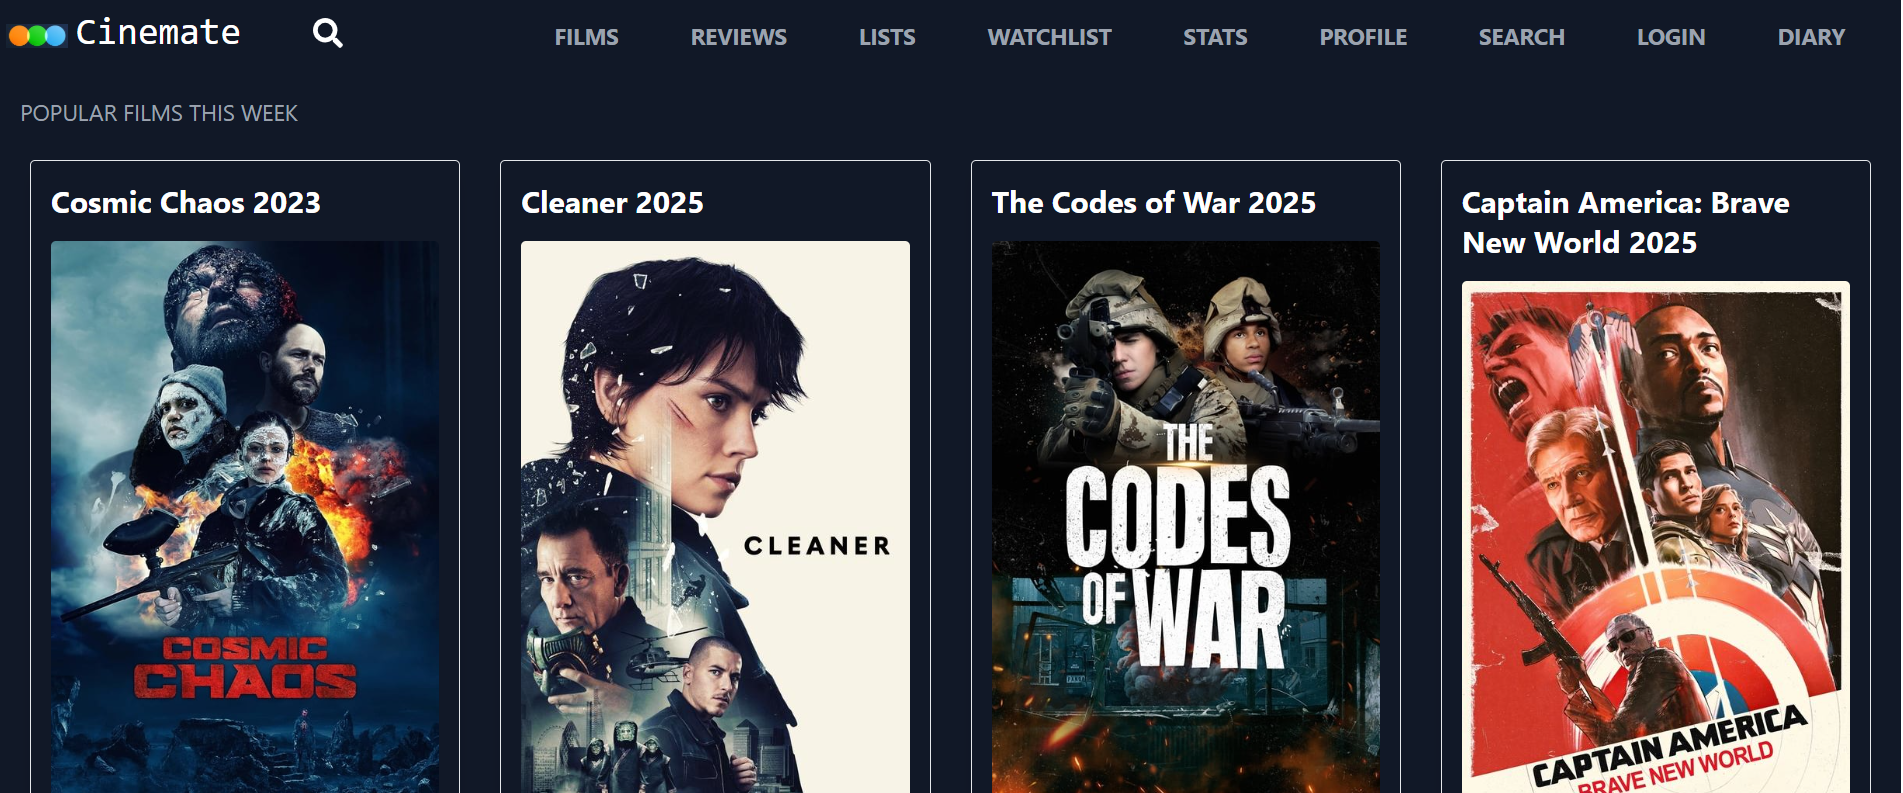 Cinemate
FILMS
REVIEWS
LISTS
WATCHLIST
STATS
PROFILE
SEARCH
LOGIN
DIARY
POPULAR FILMS THIS WEEK
Cosmic Chaos 2023
COSMIC
CHAOS
Cleaner 2025
CLEANER
The Codes of War 2025
THE
CODES
OF WAR
Captain America: Brave
New World 2025
CAPTAIN AMERICA
BRAVE NEW WORLD